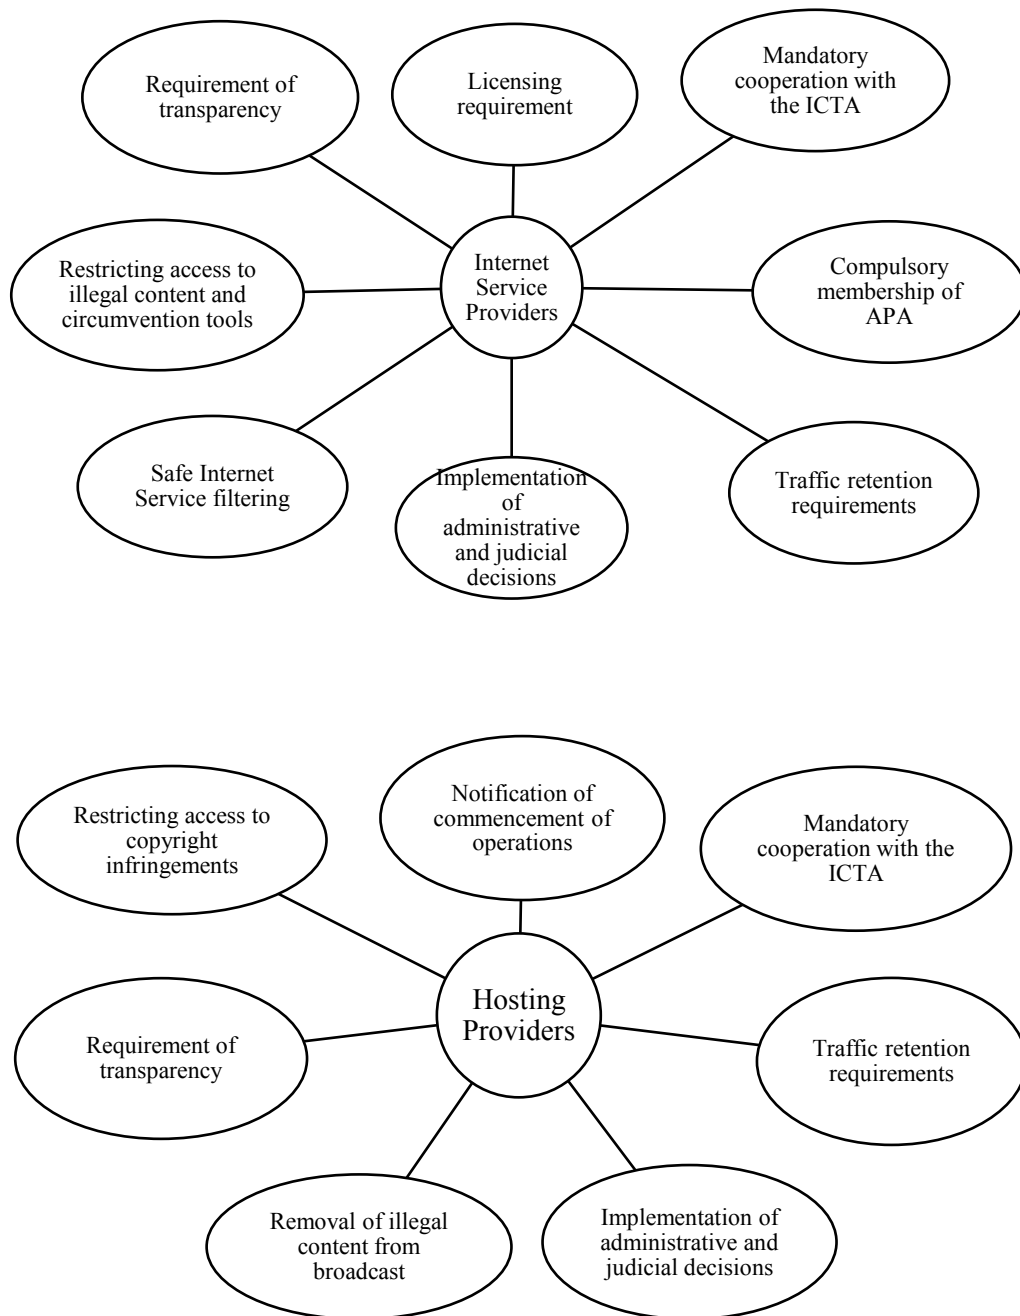 Requirement of
transparency
Licensing
requirement
Mandatory
cooperation with
the ICTA
Restricting access to
illegal content and
circumvention tools
Internet
Service
Providers
Compulsory
membership of
APA
Safe Internet
Service filtering
Implementation
of
administrative
and judicial
decisions
Traffic retention
requirements
Restricting access to
copyright
infringements
Notification of
commencement of
operations
Mandatory
cooperation with the
ICTA
Requirement of
transparency
Hosting
Providers
Traffic retention
requirements
Removal of illegal
content from
broadcast
Implementation of
administrative and
judicial decisions